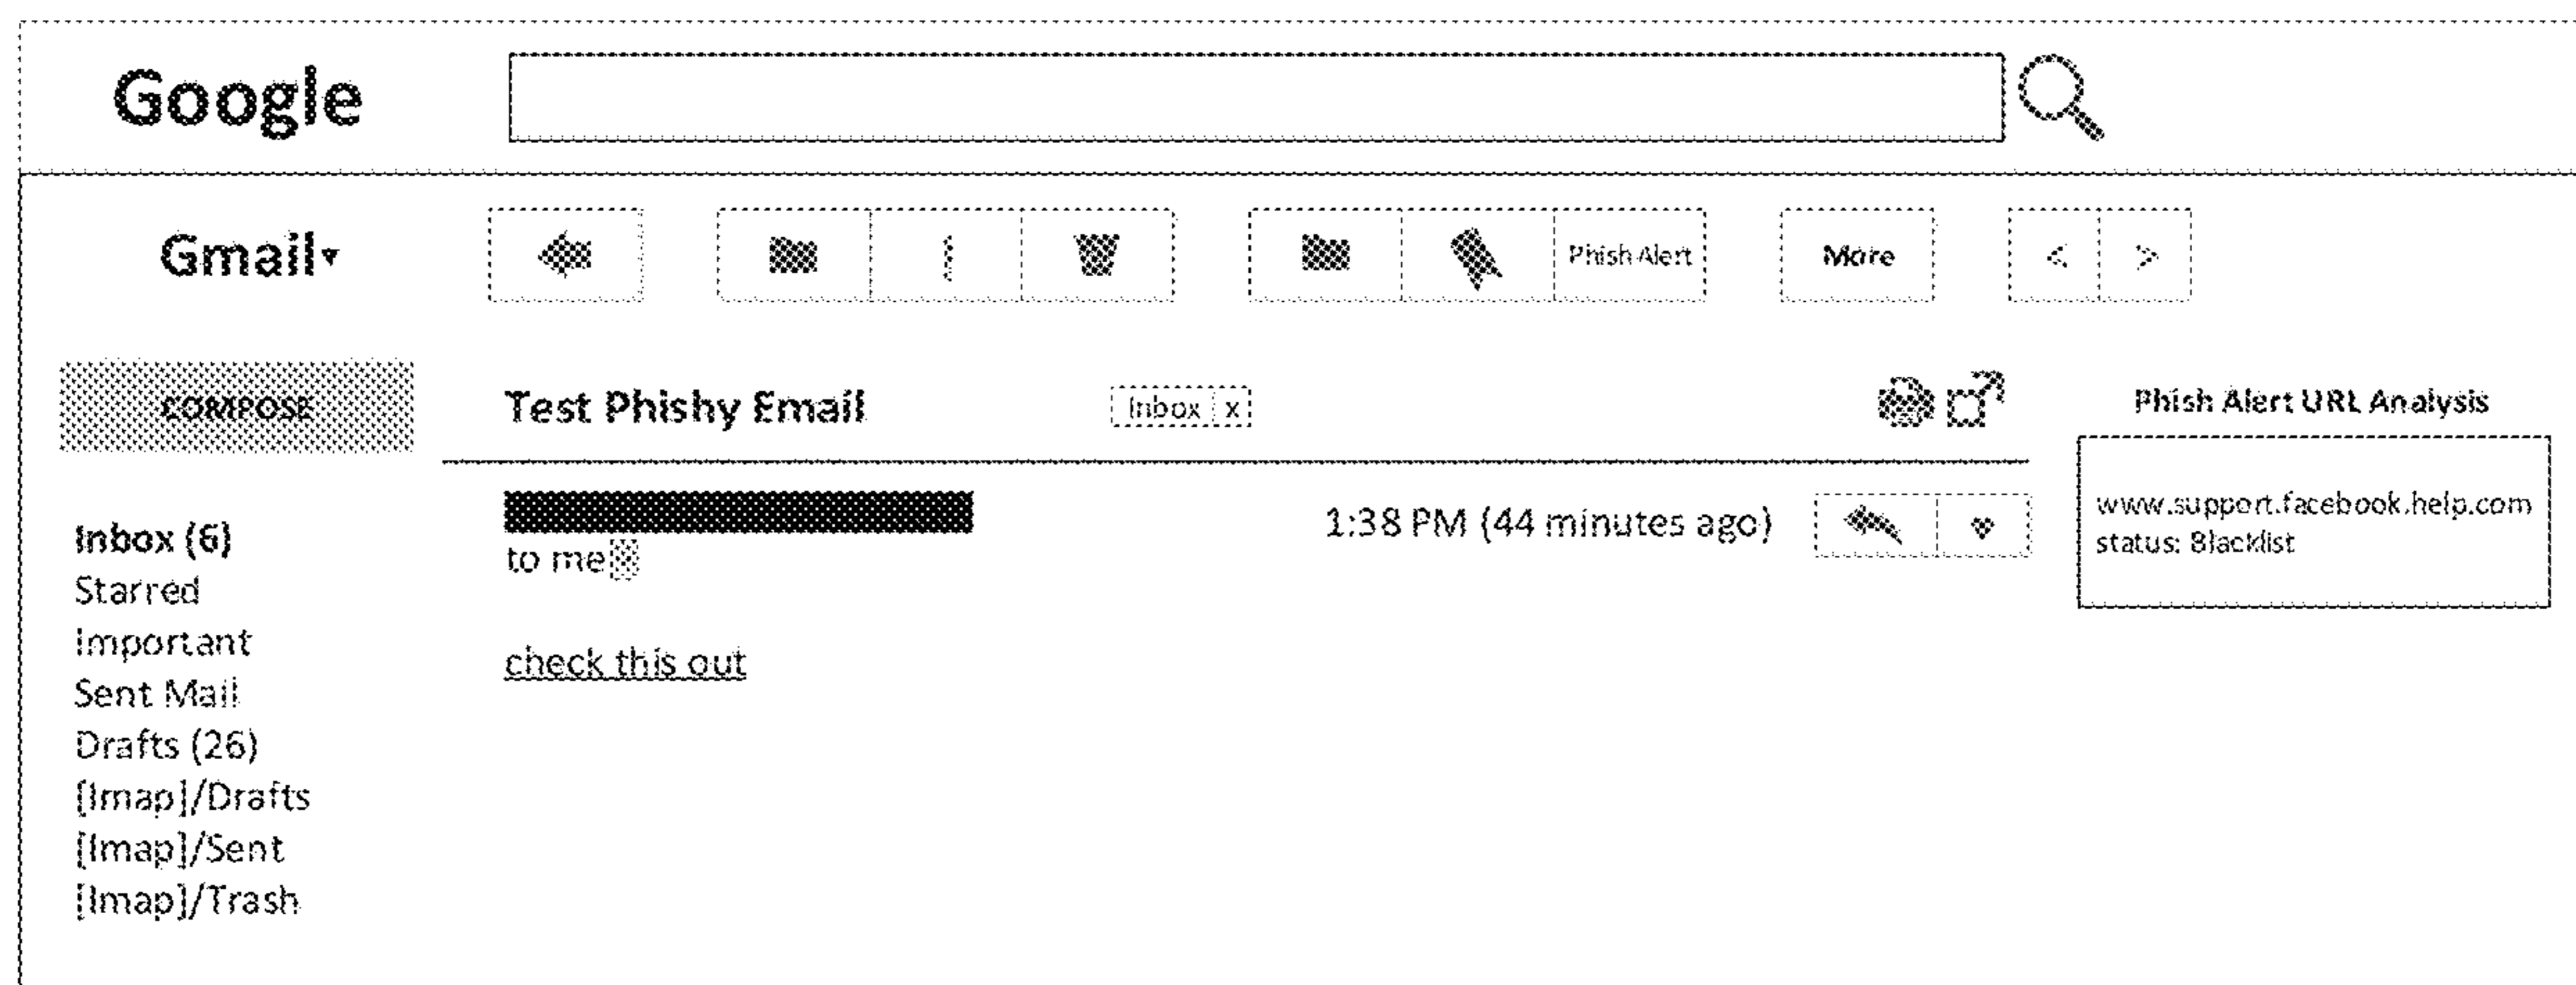 Google
Gmail
Phish Alert
More
< >
COMPOSE
Test Phishy Email
Inbox x
Phish Alert URL Analysis
1:38 PM (44 minutes ago)
to me
www.support.facebook.help.com
status: Blacklist
check this out
Inbox (6)
Starred
Important
Sent Mail
Drafts (26)
[Imap]/Drafts
[Imap]/Sent
[Imap]/Trash